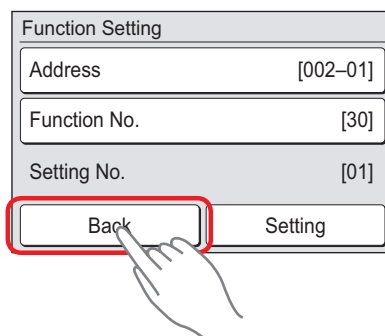 Function Setting
Address [002–01]
Function No. [30]
Setting No. [01]
Back Setting